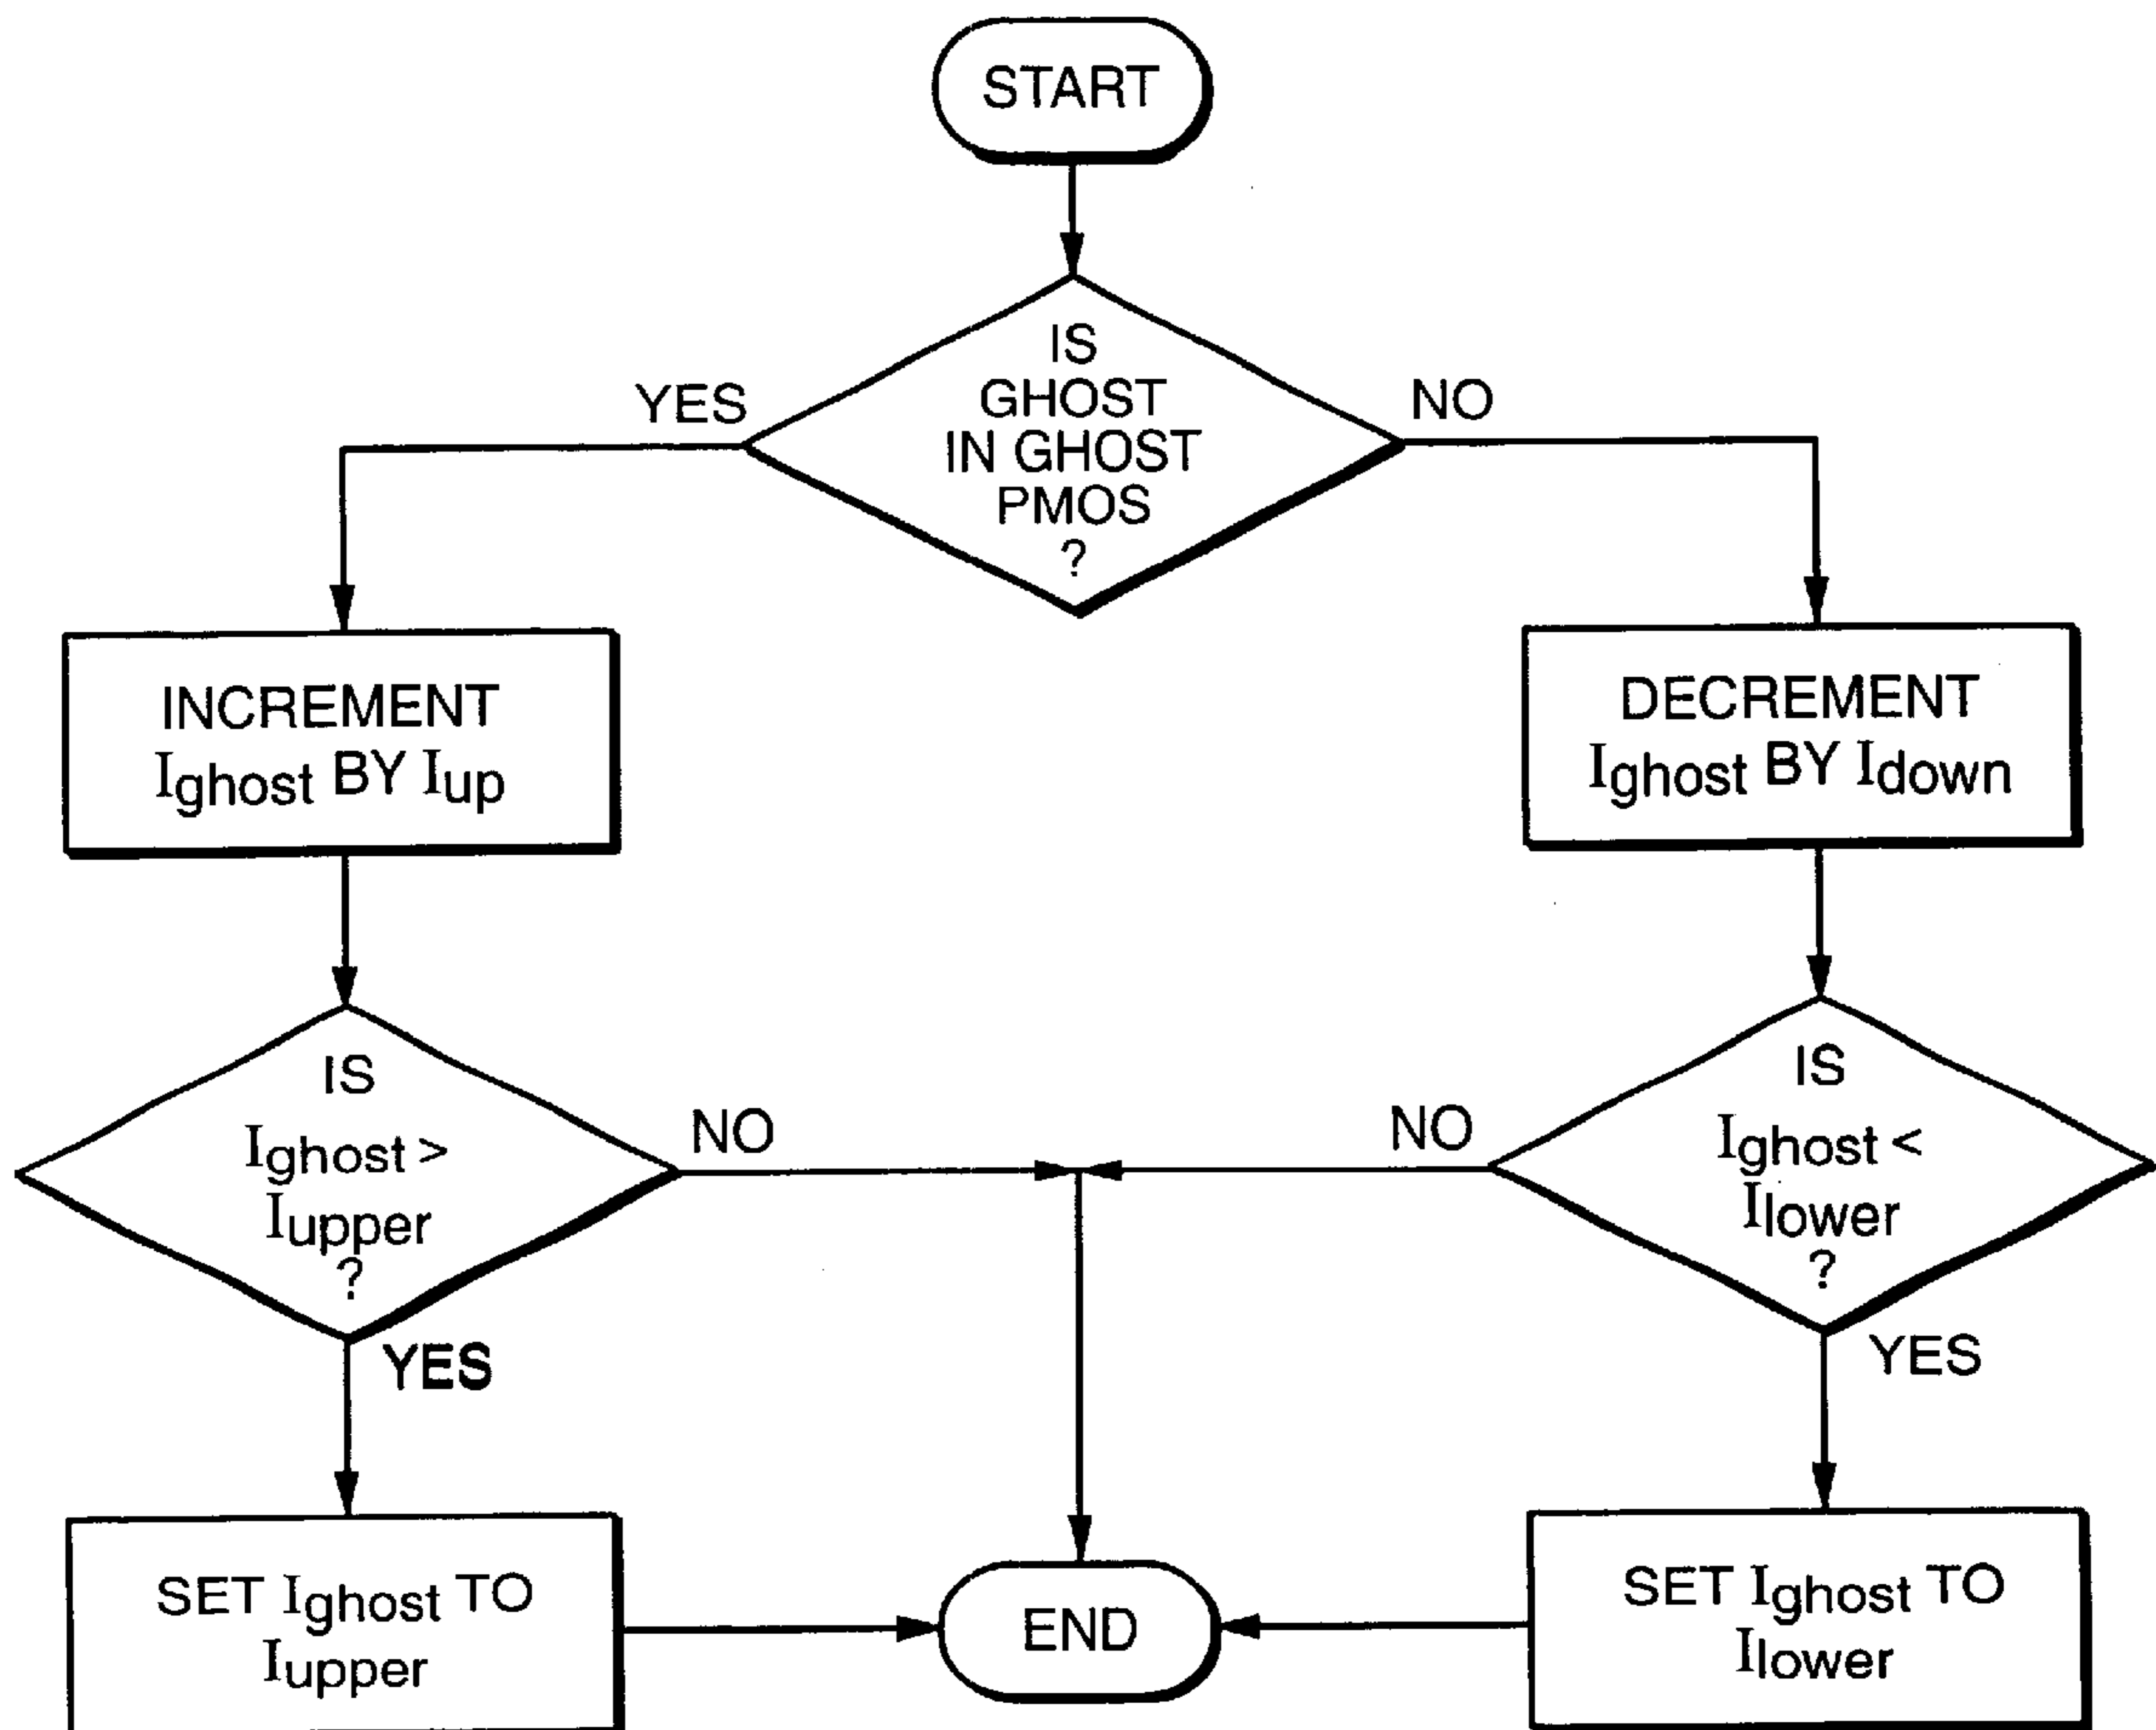 START
IS
GHOST
IN GHOST
PMOS
?
YES
NO
INCREMENT
Ighost BY Iup
DECREMENT
Ighost BY Idown
IS
Ighost >
Iupper
?
NO
YES
IS
Ighost <
Ilower
?
NO
YES
SET Ighost TO
Iupper
END
SET Ighost TO
Ilower